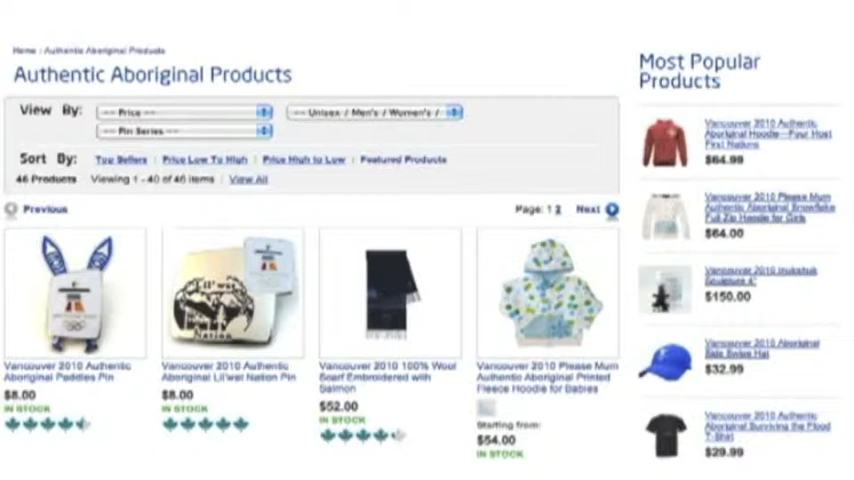 Home : Authentic Aboriginal Products
Authentic Aboriginal Products
View By:
--- Price ---
--- Unisex / Men's / Women's /
--- Pin Series ---
Sort By: Top Sellers | Price Low To High | Price High to Low | Featured Products
46 Products Viewing 1 - 40 of 46 items | View All
Previous
Page: 1 2 Next
Vancouver 2010 Authentic
Aboriginal Paddles Pin
$8.00
IN STOCK
Lil'wat
Nation
Vancouver 2010 Authentic
Aboriginal Lil'wat Nation Pin
$8.00
IN STOCK
Vancouver 2010 100% Wool
Scarf Embroidered with
Salmon
$52.00
IN STOCK
Vancouver 2010 Please Mum
Authentic Aboriginal Printed
Fleece Hoodie for Babies
Starting from:
$54.00
IN STOCK
Most Popular
Products
Vancouver 2010 Authentic
Aboriginal Hoodie—Four Host
First Nations
$64.99
Vancouver 2010 Please Mum
Authentic Aboriginal Snowflake
Full-Zip Hoodie for Girls
$64.00
Vancouver 2010 Inukshuk
Sculpture 4"
$150.00
Vancouver 2010 Aboriginal
Side Swipe Hat
$32.99
Vancouver 2010 Authentic
Aboriginal Surviving the Flood
T-Shirt
$29.99